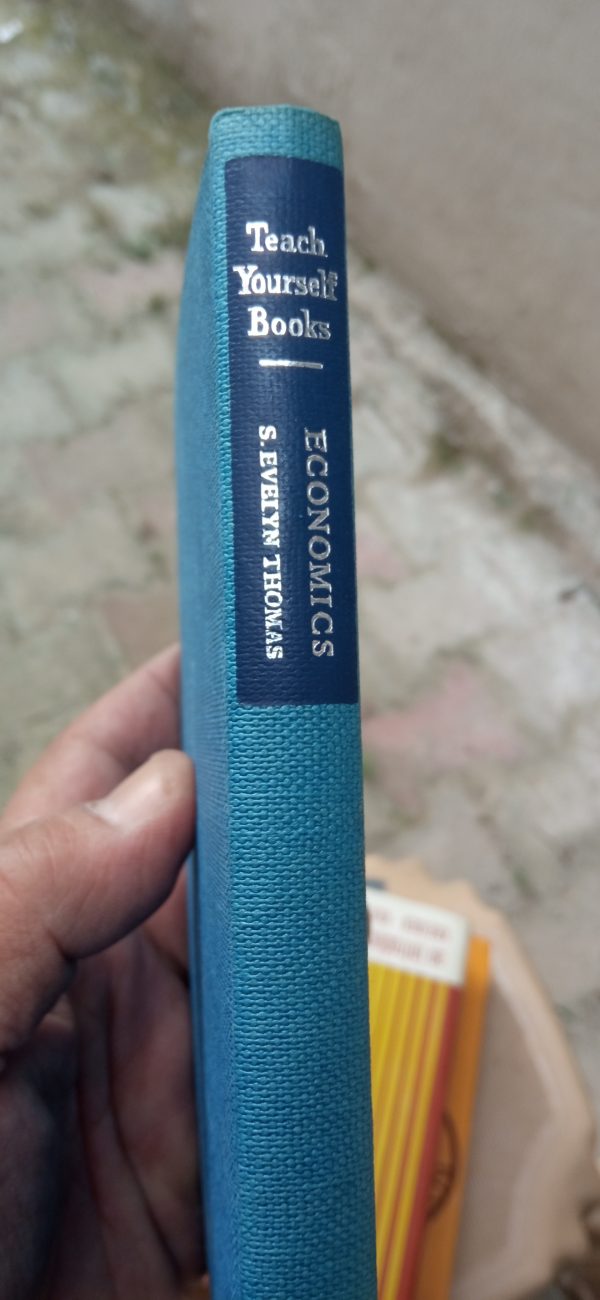 Teach
Yourself
Books
ECONOMICS
S. EVELYN THOMAS